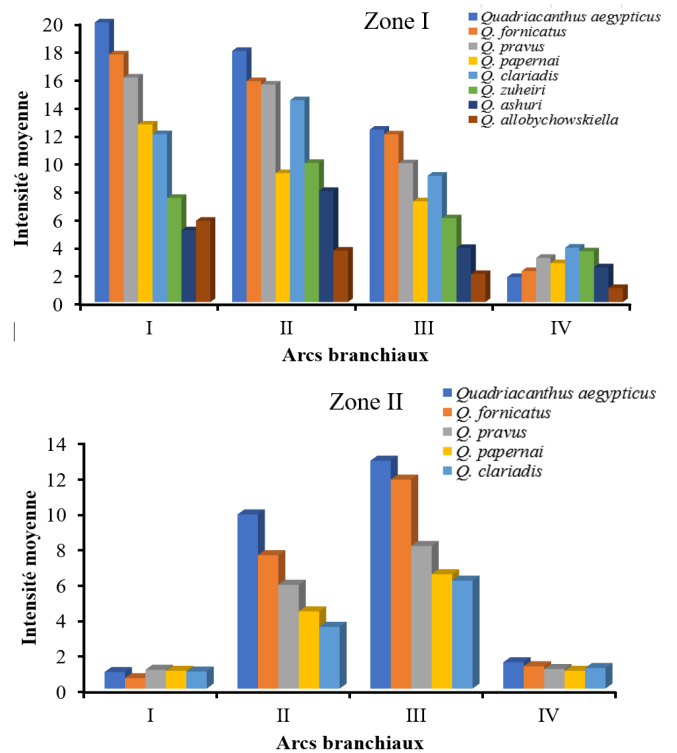 Zone I
Quadriacanthus aegypticus
Q. fornicatus
Q. pravus
Q. papernai
Q. clariadis
Q. zuheiri
Q. ashuri
Q. allobychowskiella
Intensité moyenne
20
18
16
14
12
10
8
6
4
2
0
I II III IV
Arcs branchiaux
Zone II
Quadriacanthus aegypticus
Q. fornicatus
Q. pravus
Q. papernai
Q. clariadis
Intensité moyenne
14
12
10
8
6
4
2
0
I II III IV
Arcs branchiaux